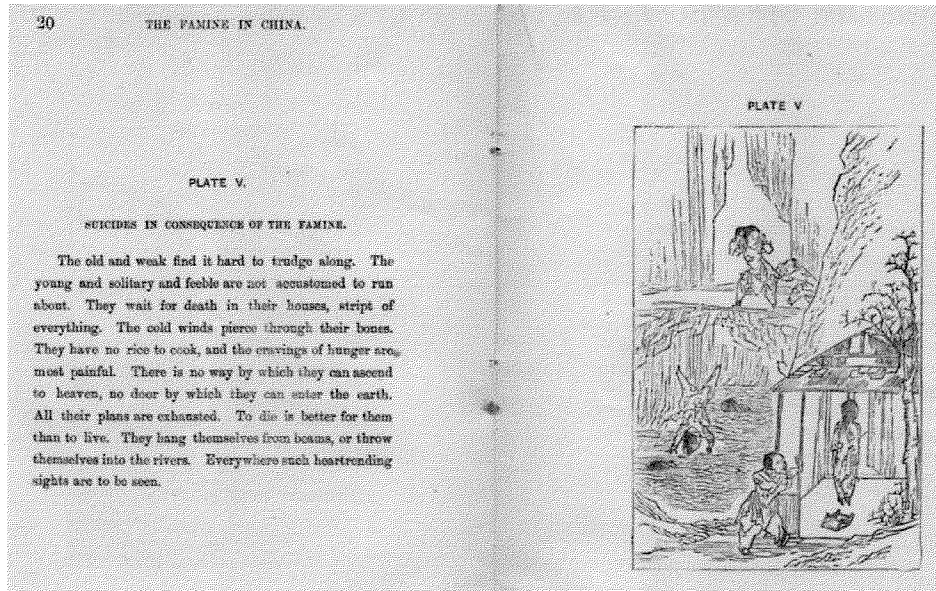 20
THE FAMINE IN CHINA.
PLATE V.
SUICIDES IN CONSEQUENCE OF THE FAMINE.
The old and weak find it hard to trudge along. The
young and solitary and feeble are not accustomed to run
about. They wait for death in their houses, stript of
everything. The cold winds pierce through their bones.
They have no rice to cook, and the cravings of hunger are
most painful. There is no way by which they can ascend
to heaven, no door by which they can enter the earth.
All their plans are exhausted. To die is better for them
than to live. They hang themselves from beams, or throw
themselves into the rivers. Everywhere such heartrending
sights are to be seen.
PLATE V